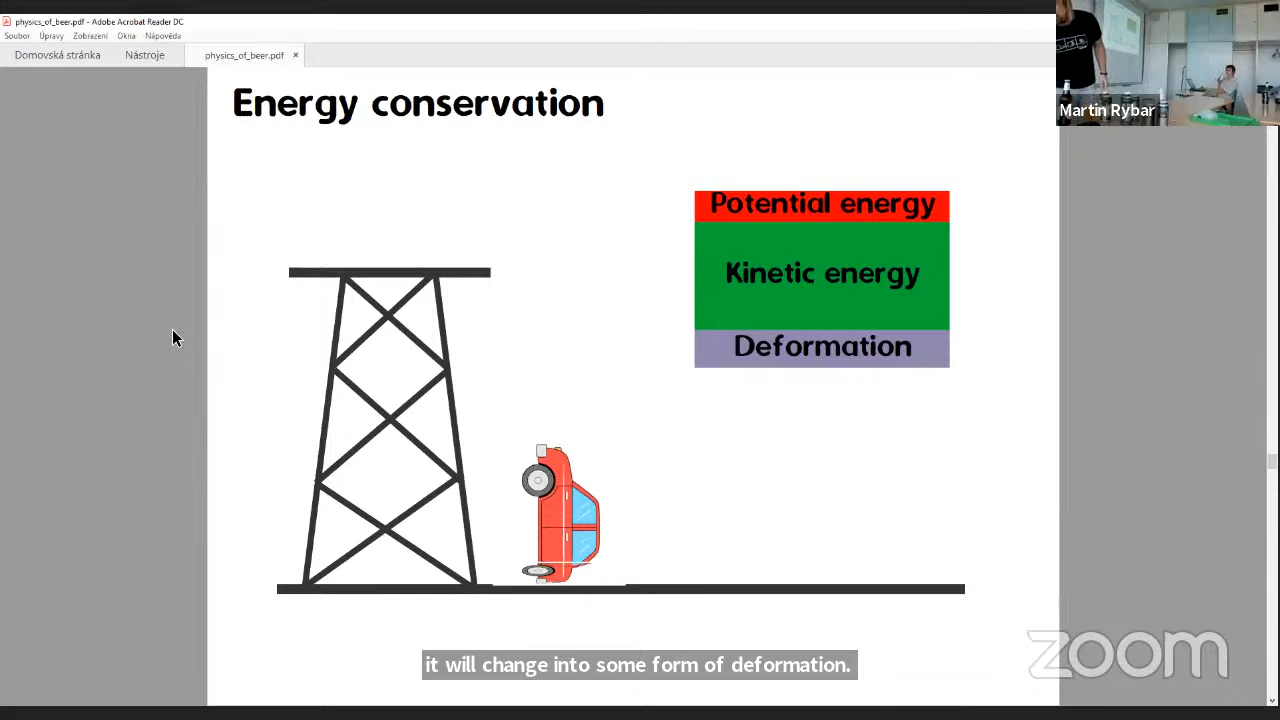 physics_of_beer.pdf - Adobe Acrobat Reader DC
Soubor Úpravy Zobrazení Okna Nápověda
Domovská stránka Nástroje physics_of_beer.pdf ×
Martin Rybar
Energy conservation
Potential energy
Kinetic energy
Deformation
it will change into some form of deformation.
zoom